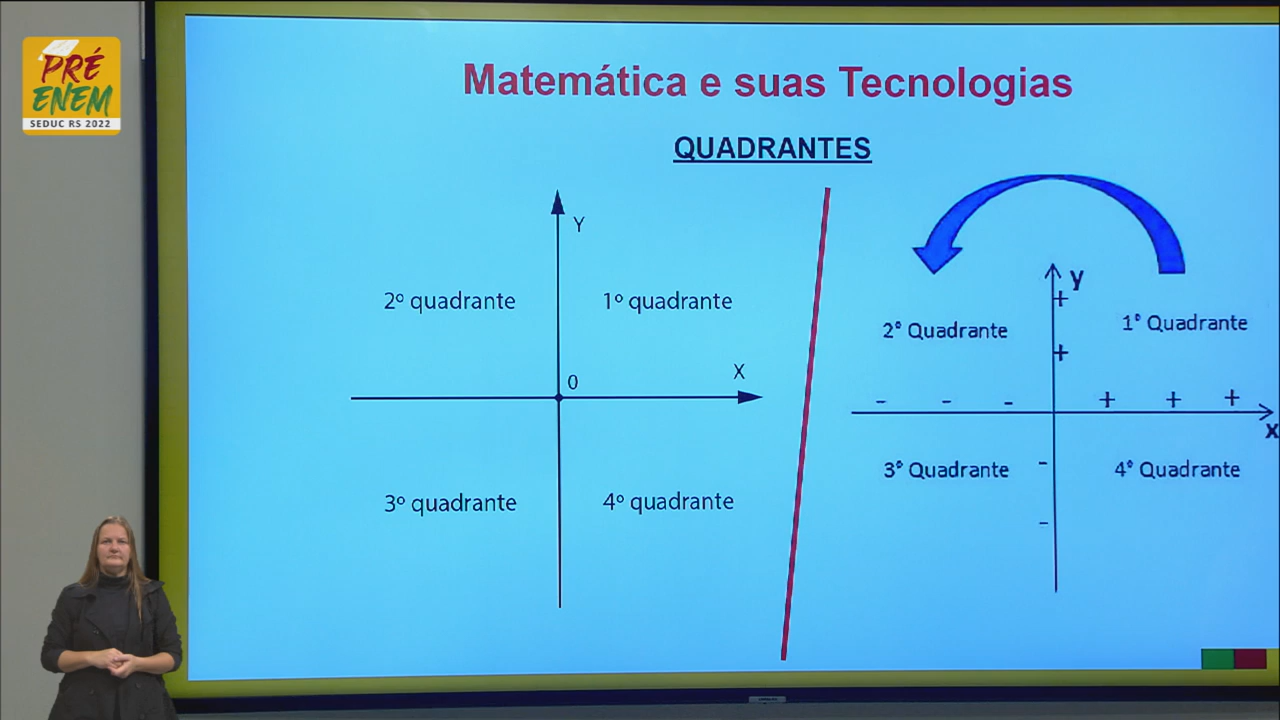 PRÉ
ENEM
SEDUC RS 2022
Matemática e suas Tecnologias
QUADRANTES
Y
2º quadrante
1º quadrante
X
0
3º quadrante
4º quadrante
y
+
2° Quadrante
1° Quadrante
+
- - - + + +
x
3° Quadrante
-
4° Quadrante
-